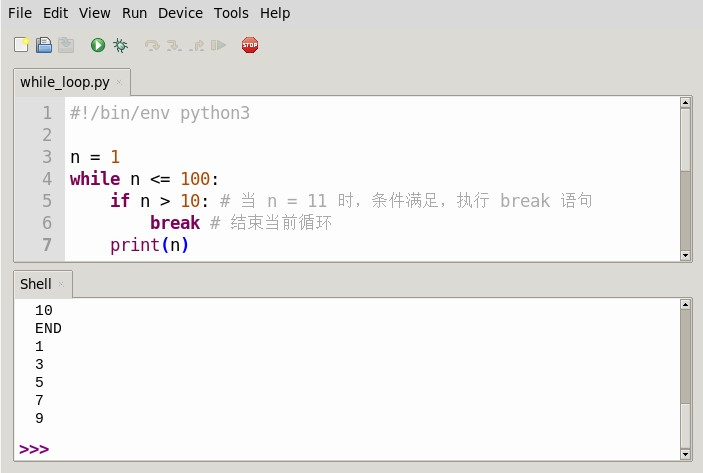 File Edit View Run Device Tools Help
STOP
while_loop.py ×
1 #!/bin/env python3
2
3 n = 1
4 while n <= 100:
5 if n > 10: # 当 n = 11 时，条件满足，执行 break 语句
6 break # 结束当前循环
7 print(n)
Shell ×
10
END
1
3
5
7
9
>>>